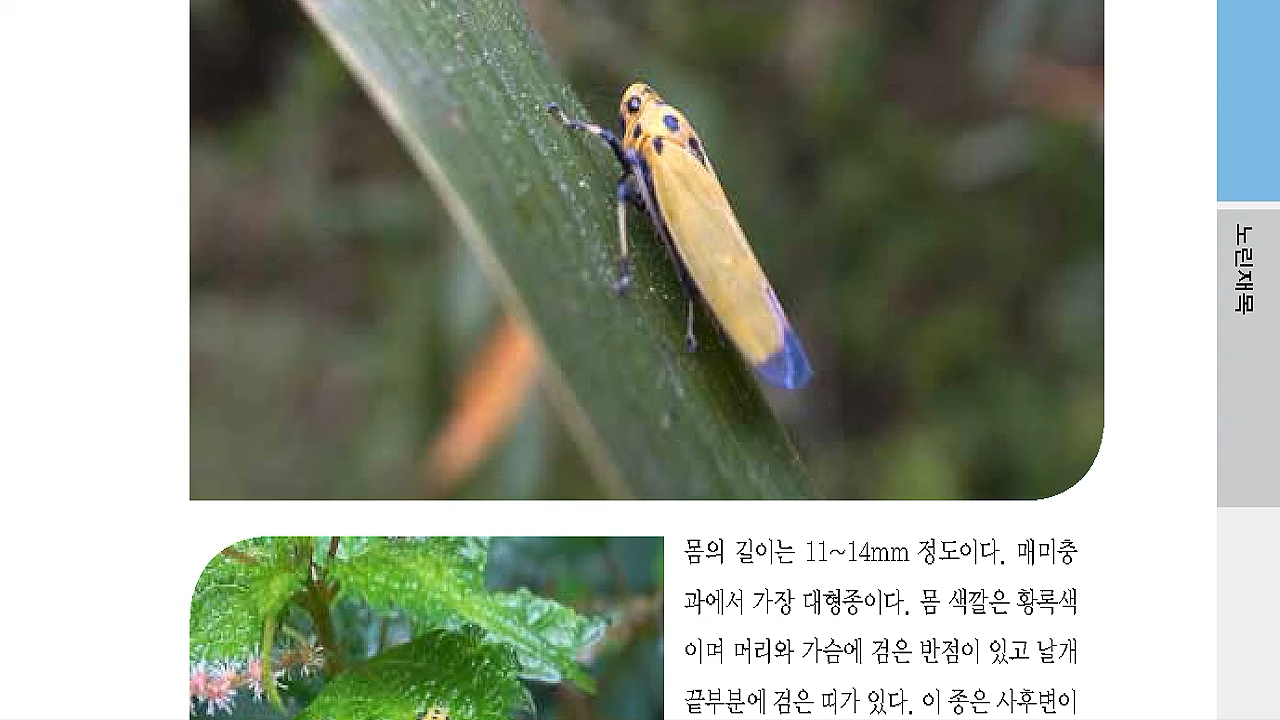 노린재목
몸의 길이는 11~14mm 정도이다. 매미충
과에서 가장 대형종이다. 몸 색깔은 황록색
이며 머리와 가슴에 검은 반점이 있고 날개
끝부분에 검은 띠가 있다. 이 종은 사후변이